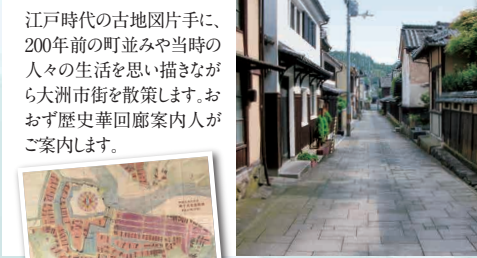 江戸時代の古地図片手に、
200年前の町並みや当時の
人々の生活を思い描きなが
ら大洲市街を散策します。お
おず歴史華回廊案内人が
ご案内します。